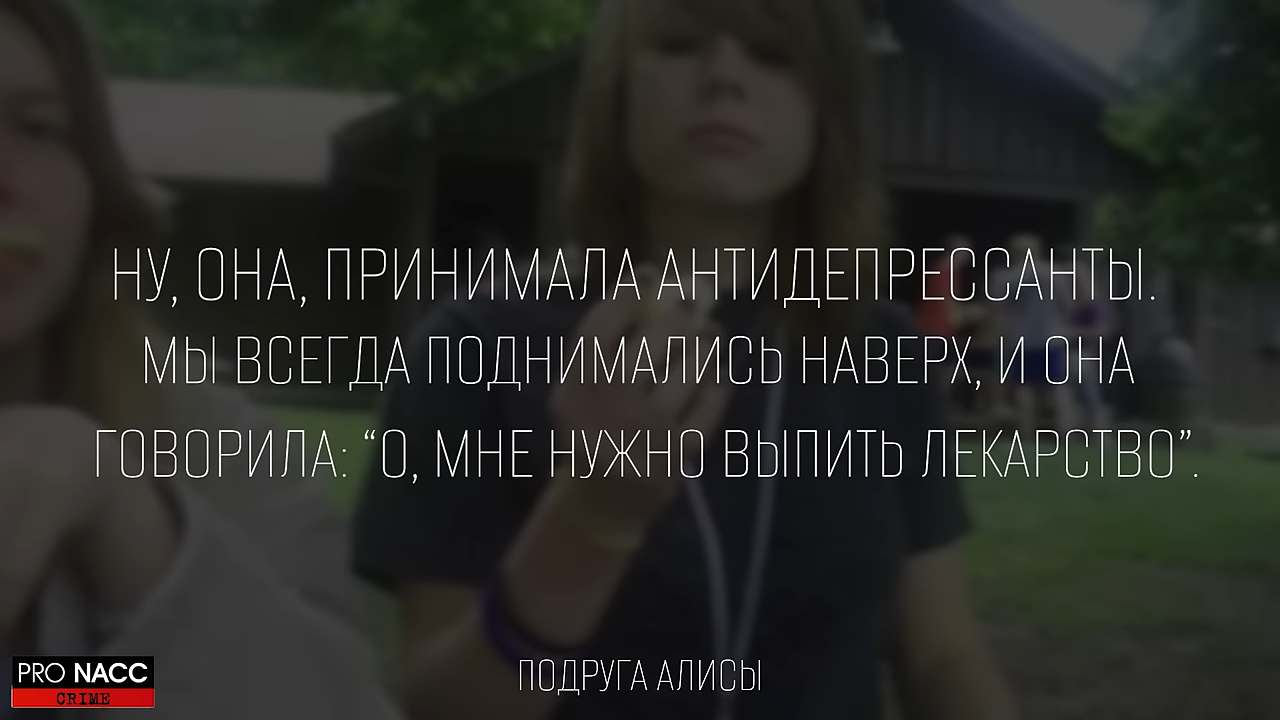 НУ, ОНА, ПРИНИМАЛА АНТИДЕПРЕССАНТЫ.
МЫ ВСЕГДА ПОДНИМАЛИСЬ НАВЕРХ, И ОНА
ГОВОРИЛА: “О, МНЕ НУЖНО ВЫПИТЬ ЛЕКАРСТВО”.
ПОДРУГА АЛИСЫ
PRO NACC
CRIME